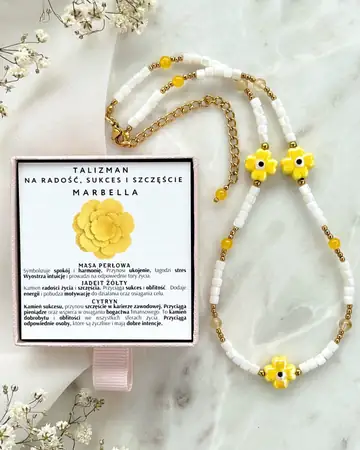 TALIZMAN
NA RADOŚĆ, SUKCES I SZCZĘŚCIE
MARBELLA
MASA PERŁOWA
Symbolizuje spokój i harmonię. Przynosi ukojenie, łagodzi stres
Wyostrza intuicję i prowadzi na odpowiednie tory życia.
JADEIT ŻÓŁTY
Kamień radości życia i szczęścia. Przyciąga sukces i obfitość. Dodaje
energii i pobudza motywację do działania oraz osiągania celu.
CYTRYN
Kamień sukcesu, przynosi szczęście w karierze zawodowej. Przyciąga
pieniądze oraz wspiera w osiąganiu bogactwa finansowego. To kamień
dobrobytu i obfitości we wszystkich sferach życia. Przyciąga
odpowiednie osoby, które są życzliwe i mają dobre intencje.